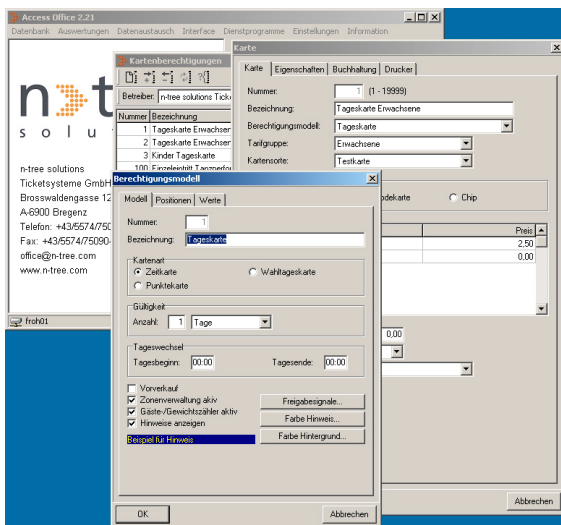 Access Office 2.21
Datenbank Auswertungen Datenaustausch Interface Dienstprogramme Einstellungen Information
n-tree solutions
Ticketsysteme GmbH
Brosswaldengasse 12
A-6900 Bregenz
Telefon: +43/5574/750
Fax: +43/5574/75090-
office@n-tree.com
www.n-tree.com
froh01
Kartenberechtigungen
Betreiber: n-tree solutions Ticke
Nummer Bezeichnung
1 Tageskarte Erwachsen
2 Tageskarte Erwachser
3 Kinder Tageskarte
100 Einzeleintritt Tanzperfo
Karte
Karte Eigenschaften Buchhaltung Drucker
Nummer: 1 (1 - 19999)
Bezeichnung: Tageskarte Erwachsene
Berechtigungsmodell: Tageskarte
Tarifgruppe: Erwachsene
Kartensorte: Testkarte
odekarte Chip
Preis
2,50
0,00
0,00
Abbrechen
Berechtigungsmodell
Modell Positionen Werte
Nummer: 1
Bezeichnung: Tageskarte
Kartenart
Zeitkarte Wahltageskarte
Punktekarte
Gültigkeit
Anzahl: 1 Tage
Tageswechsel
Tagesbeginn: 00:00 Tagesende: 00:00
Vorverkauf
Zonenverwaltung akiv
Gäste-/Gewichtszähler aktiv
Hinweise anzeigen
Beispiel für Hinweis
Freigabesignale...
Farbe Hinweis...
Farbe Hintergrund...
OK Abbrechen